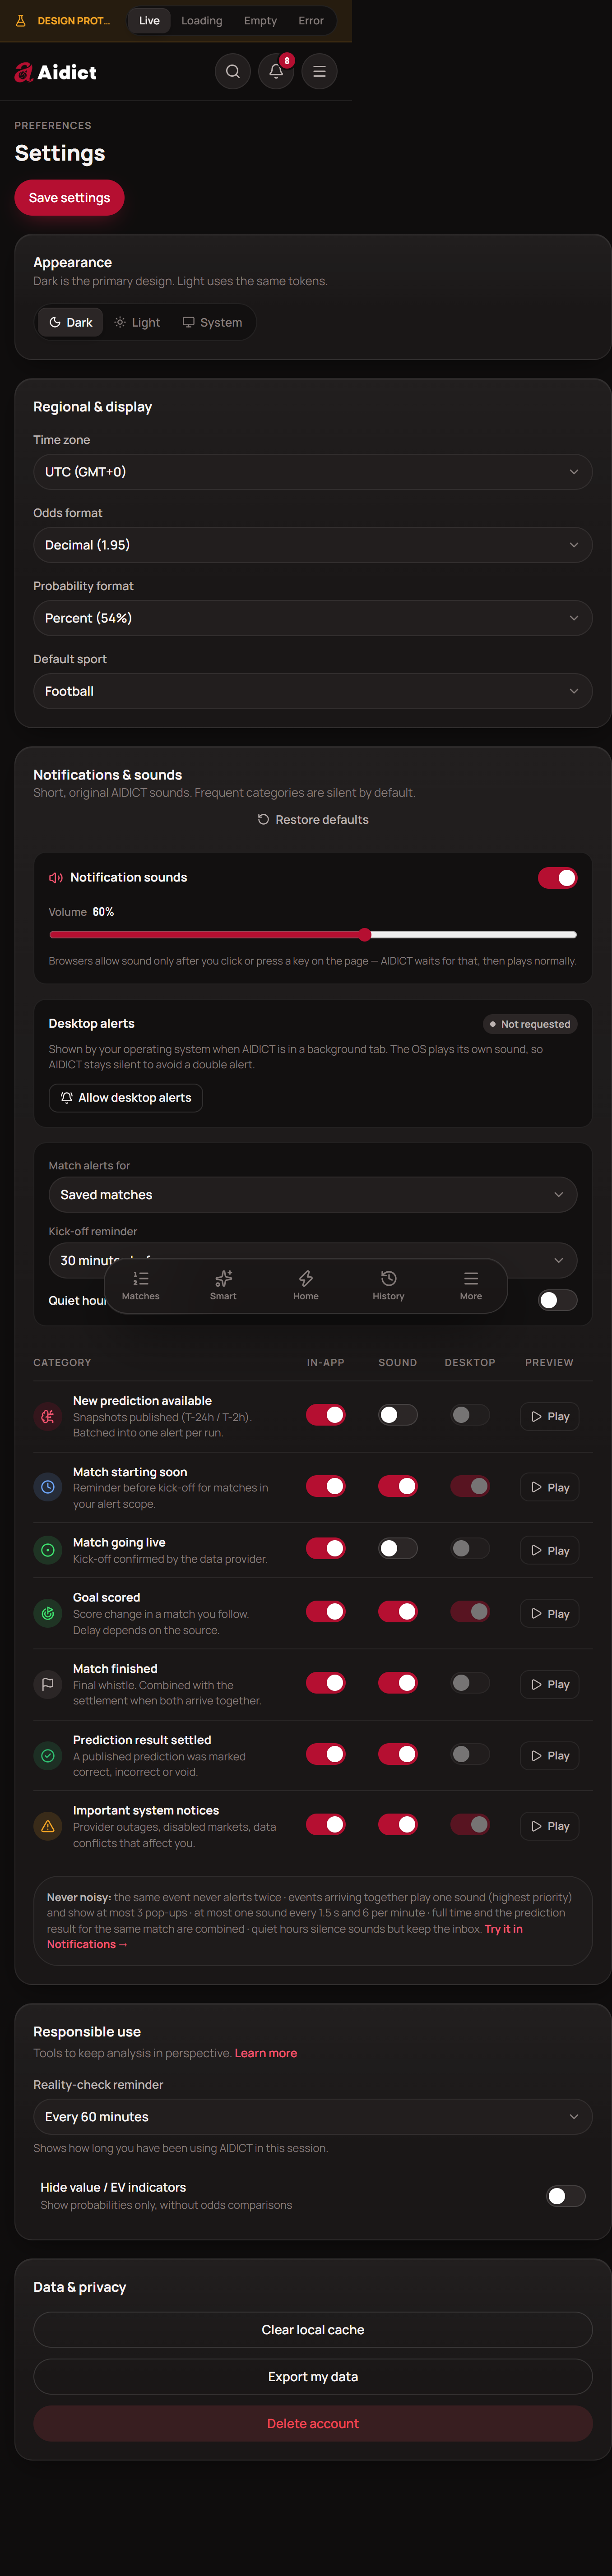 DESIGN PROT...
Live
Loading
Empty
Error
a Aidict
8
PREFERENCES
Settings
Save settings
Appearance
Dark is the primary design. Light uses the same tokens.
Dark
Light
System
Regional & display
Time zone
UTC (GMT+0)
Odds format
Decimal (1.95)
Probability format
Percent (54%)
Default sport
Football
Notifications & sounds
Short, original AIDICT sounds. Frequent categories are silent by default.
Restore defaults
Notification sounds
Volume 60%
Browsers allow sound only after you click or press a key on the page — AIDICT waits for that, then plays normally.
Desktop alerts
Not requested
Shown by your operating system when AIDICT is in a background tab. The OS plays its own sound, so
AIDICT stays silent to avoid a double alert.
Allow desktop alerts
Match alerts for
Saved matches
Kick-off reminder
30 minutes
Quiet hour
Matches
Smart
Home
History
More
CATEGORY
IN-APP
SOUND
DESKTOP
PREVIEW
New prediction available
Snapshots published (T-24h / T-2h).
Batched into one alert per run.
Play
Match starting soon
Reminder before kick-off for matches in
your alert scope.
Play
Match going live
Kick-off confirmed by the data provider.
Play
Goal scored
Score change in a match you follow.
Delay depends on the source.
Play
Match finished
Final whistle. Combined with the
settlement when both arrive together.
Play
Prediction result settled
A published prediction was marked
correct, incorrect or void.
Play
Important system notices
Provider outages, disabled markets, data
conflicts that affect you.
Play
Never noisy: the same event never alerts twice · events arriving together play one sound (highest priority)
and show at most 3 pop-ups · at most one sound every 1.5 s and 6 per minute · full time and the prediction
result for the same match are combined · quiet hours silence sounds but keep the inbox. Try it in
Notifications →
Responsible use
Tools to keep analysis in perspective. Learn more
Reality-check reminder
Every 60 minutes
Shows how long you have been using AIDICT in this session.
Hide value / EV indicators
Show probabilities only, without odds comparisons
Data & privacy
Clear local cache
Export my data
Delete account